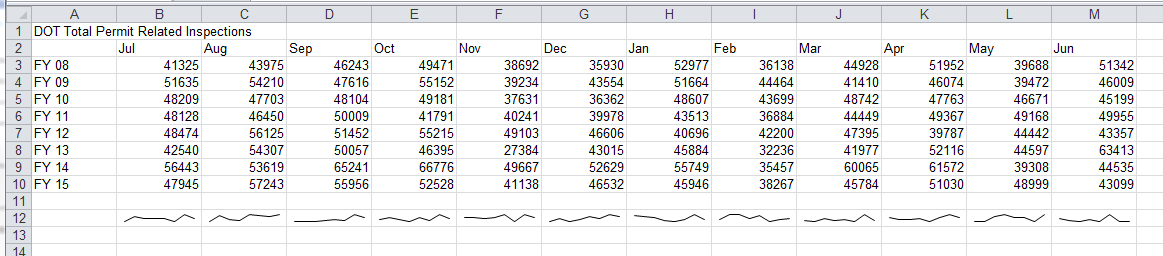 A B C D E F G H I J K L M
1 DOT Total Permit Related Inspections
2 Jul Aug Sep Oct Nov Dec Jan Feb Mar Apr May Jun
3 FY 08 41325 43975 46243 49471 38692 35930 52977 36138 44928 51952 39688 51342
4 FY 09 51635 54210 47616 55152 39234 43554 51664 44464 41410 46074 39472 46009
5 FY 10 48209 47703 48104 49181 37631 36362 48607 43699 48742 47763 46671 45199
6 FY 11 48128 46450 50009 41791 40241 39978 43513 36884 44449 49367 49168 49955
7 FY 12 48474 56125 51452 55215 49103 46606 40696 42200 47395 39787 44442 43357
8 FY 13 42540 54307 50057 46395 27384 43015 45884 32236 41977 52116 44597 63413
9 FY 14 56443 53619 65241 66776 49667 52629 55749 35457 60065 61572 39308 44535
10 FY 15 47945 57243 55956 52528 41138 46532 45946 38267 45784 51030 48999 43099
11
12
13
14